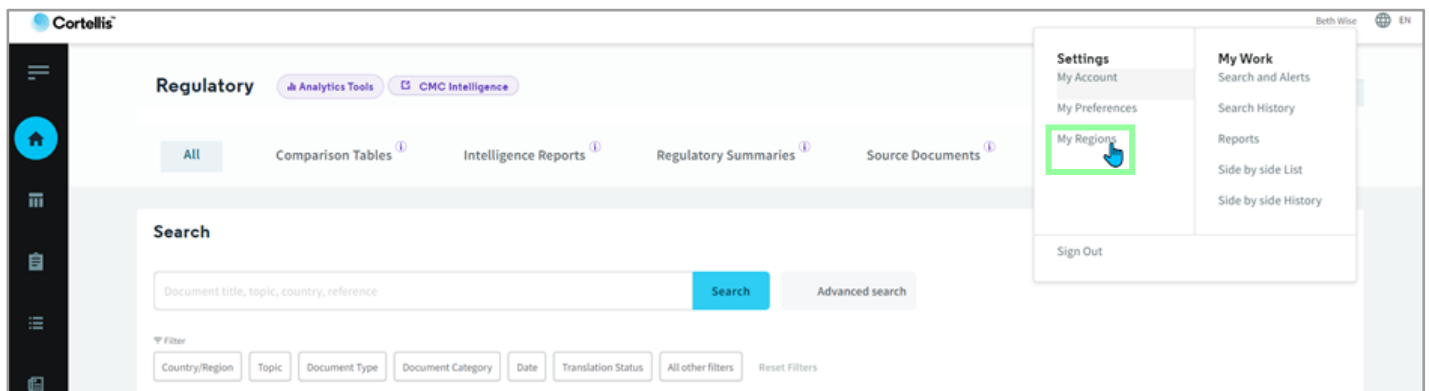 Cortellis™
Beth Wise EN
Settings
My Account
My Preferences
My Regions
My Work
Search and Alerts
Search History
Reports
Side by side List
Side by side History
Sign Out
Regulatory Analytics Tools CMC Intelligence
All Comparison Tables Intelligence Reports Regulatory Summaries Source Documents
Search
Document title, topic, country, reference Search Advanced search
Filter
Country/Region Topic Document Type Document Category Date Translation Status All other filters Reset Filters